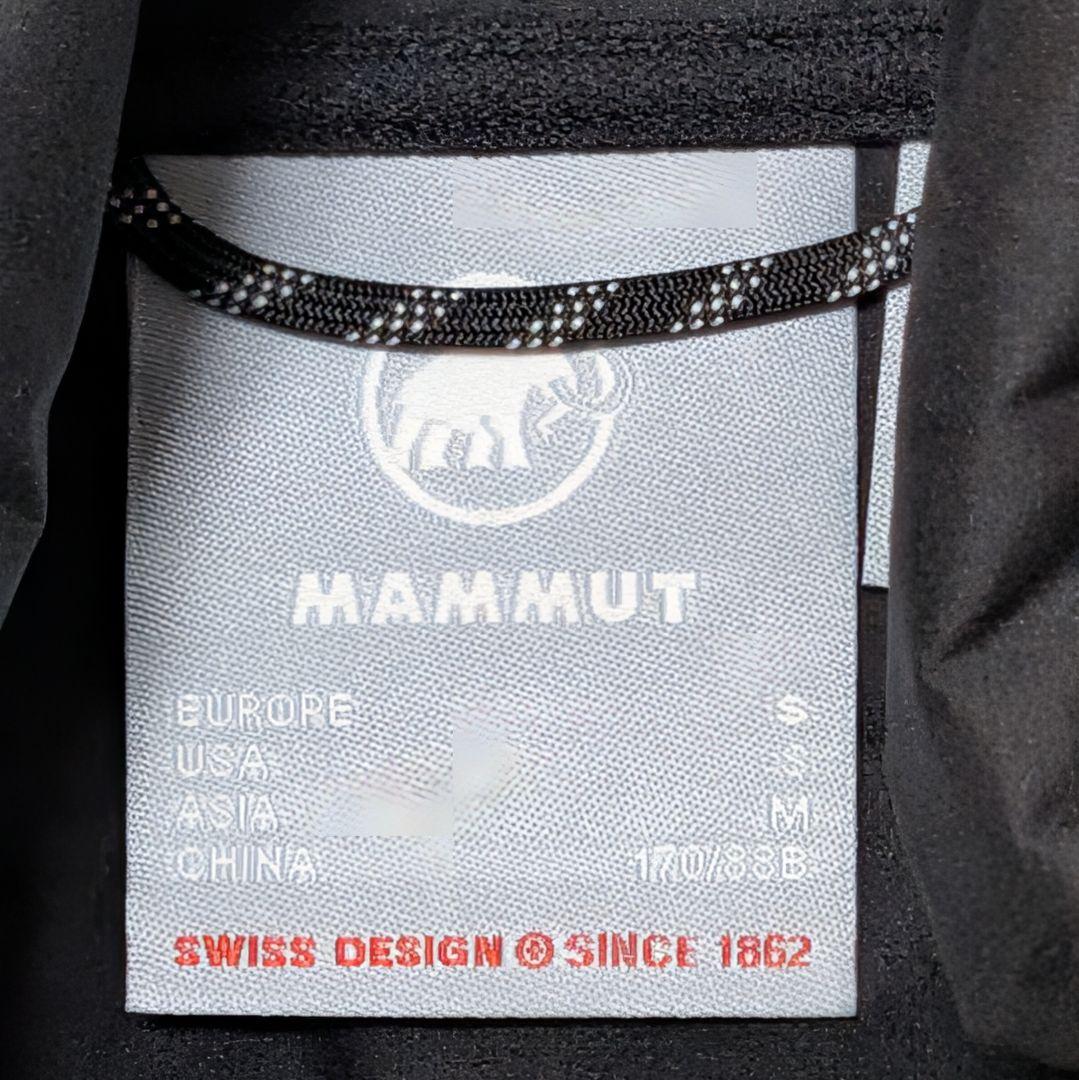 MAMMUT
EUROPE S
USA S
ASIA M
CHINA 170/88B
SWISS DESIGN SINCE 1862